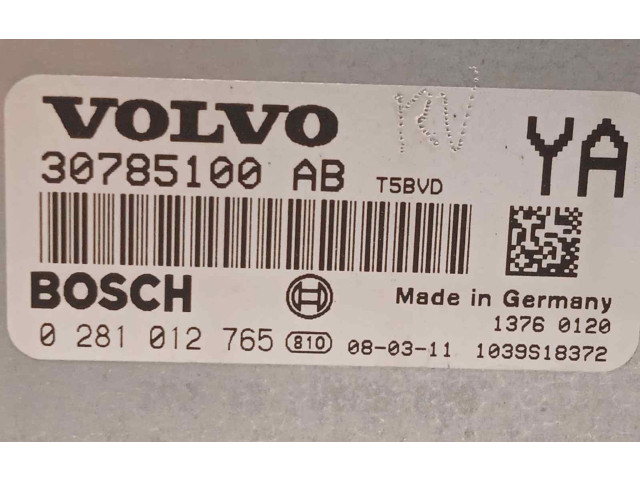 VOLVO
30785100 AB T5BVD
YA
BOSCH
Made in Germany
1376 0120
0 281 012 765 810 08-03-11 1039S18372